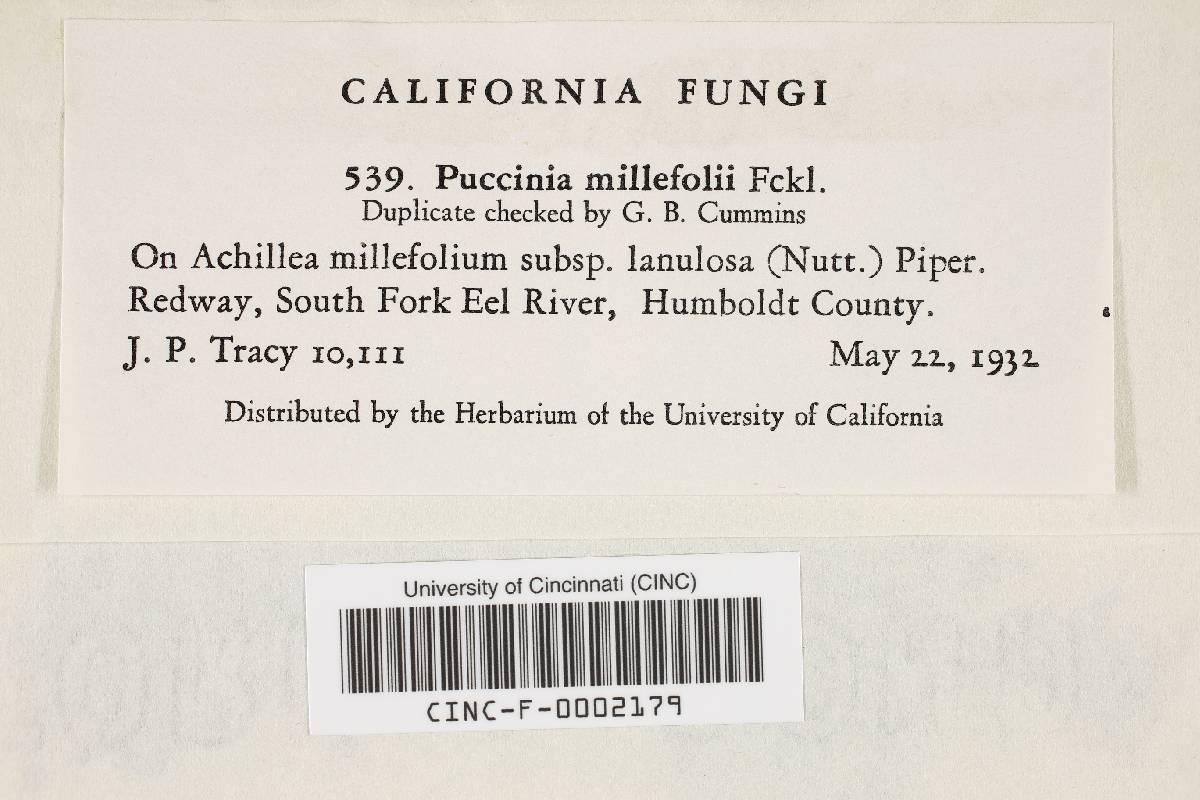 CALIFORNIA FUNGI
539. Puccinia millefolii Fckl.
Duplicate checked by G. B. Cummins
On Achillea millefolium subsp. lanulosa (Nutt.) Piper.
Redway, South Fork Eel River, Humboldt County.
J. P. Tracy 10,111 May 22, 1932
Distributed by the Herbarium of the University of California
University of Cincinnati (CINC)
CINC-F-0002179